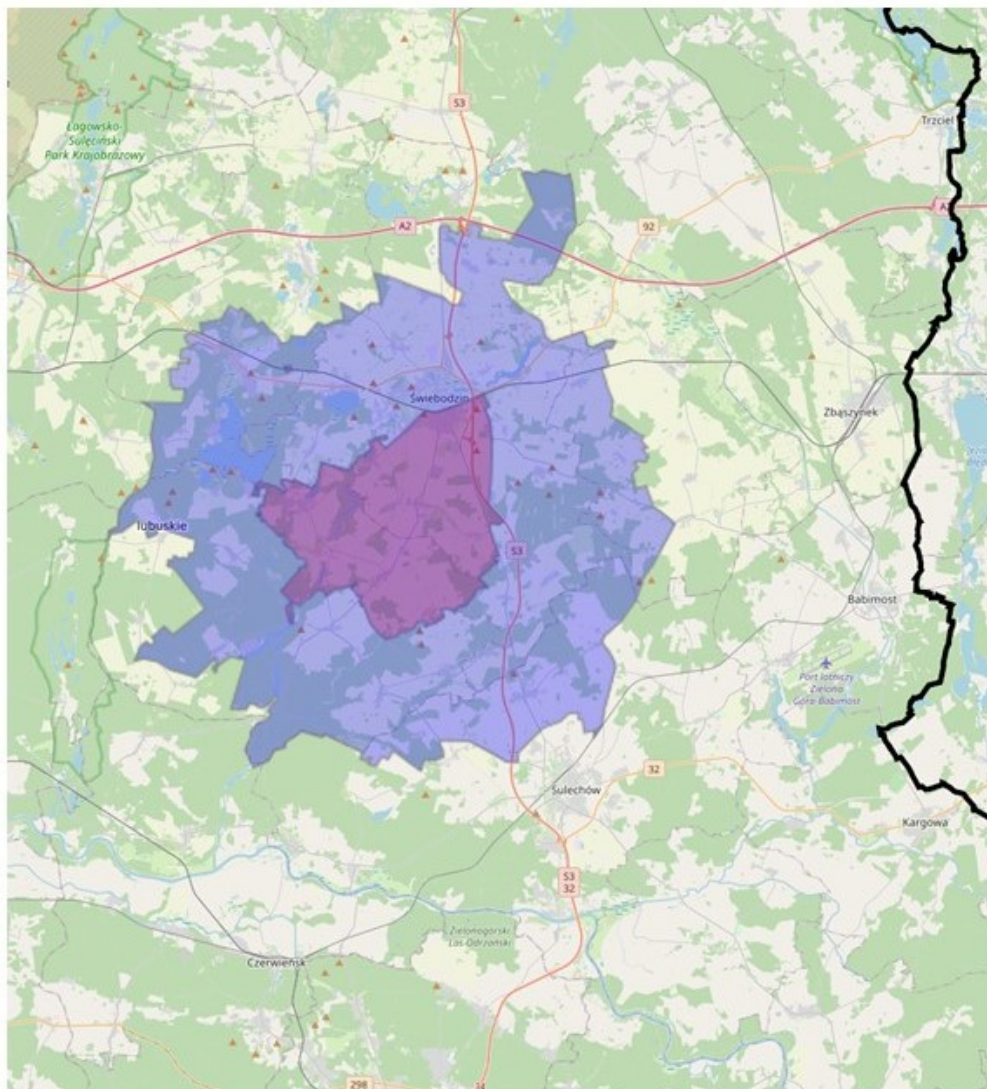 S3
Trzciel
Łagowsko-
Sulęciński
Park Krajobrazowy
A2
A2
92
Świebodzin
Zbąszynek
lubuskie
S3
Babimost
Port lotniczy
Zielona
Góra-Babimost
32
Sulechów
Kargowa
S3
32
Zielonogórski
Las Odrzański
Czerwieńsk
298